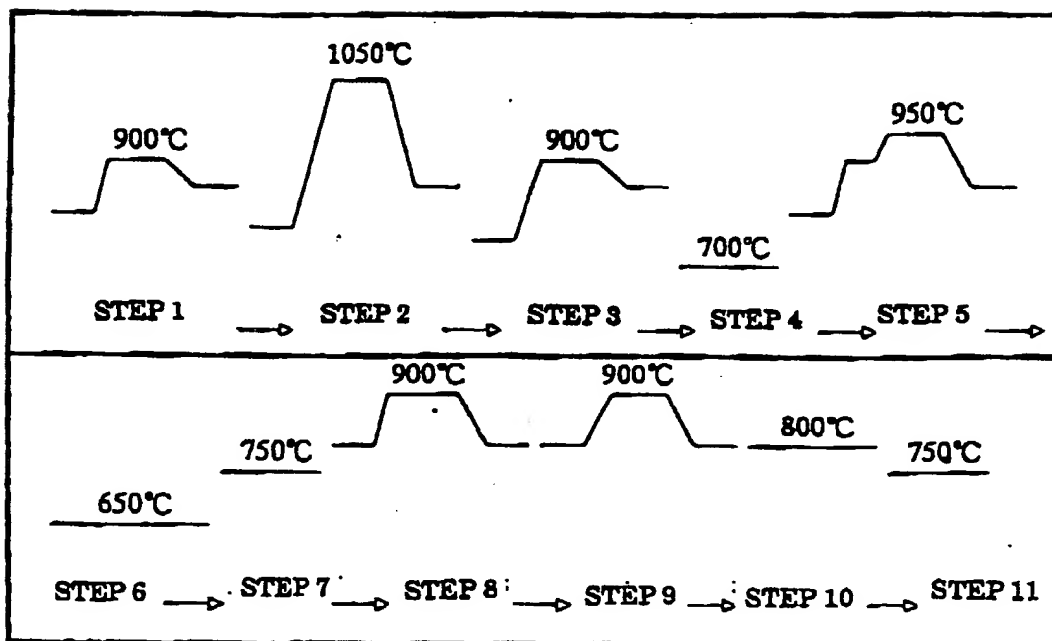 1050°C
900°C 900°C 950°C
700°C
STEP 1 STEP 2 STEP 3 STEP 4 STEP 5
900°C 900°C
750°C 800°C 750°C
650°C
STEP 6 STEP 7 STEP 8 STEP 9 STEP 10 STEP 11